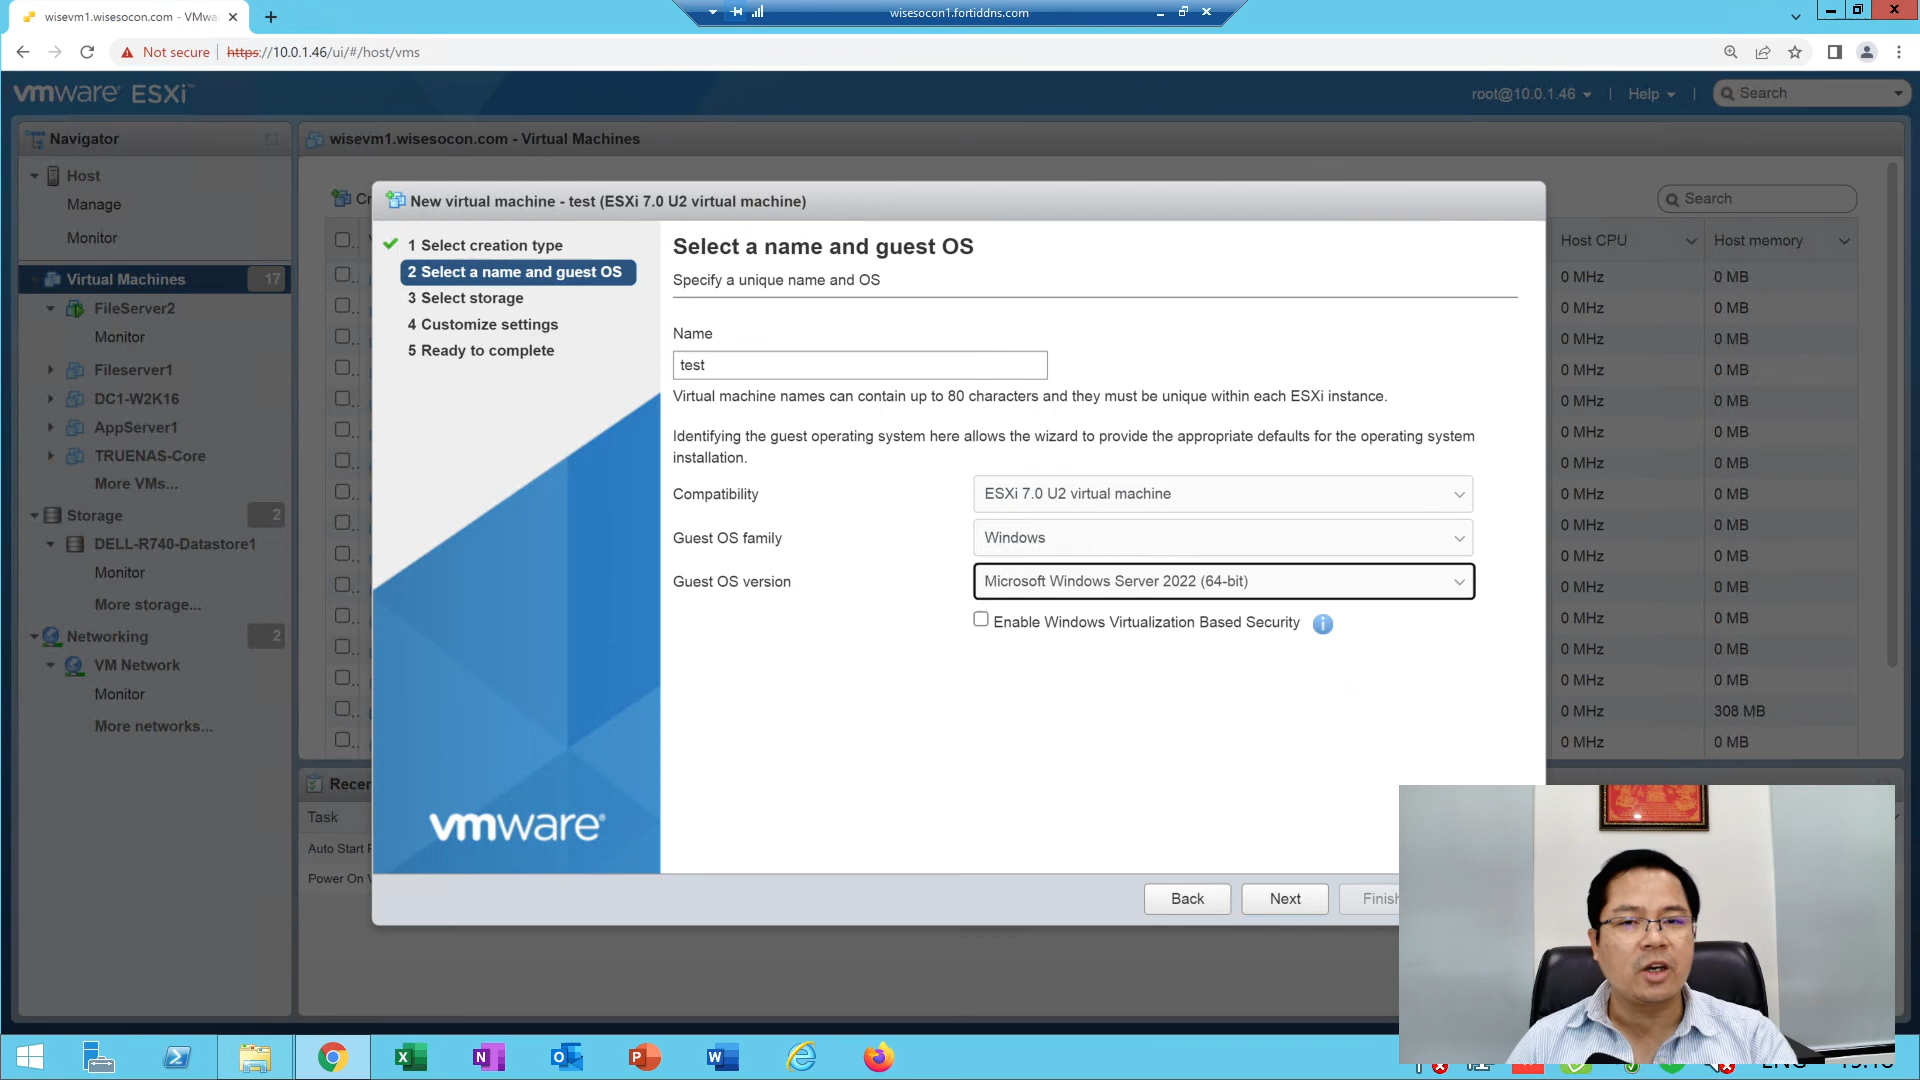 wisevm1.wisesocon.com - VMwa
wisesocon1.fortiddns.com
Not secure
https://10.0.1.46/ui/#/host/vms
vmware ESXi™
root@10.0.1.46
|
Help
|
Search
Navigator
Host
Manage
Monitor
Virtual Machines
17
FileServer2
Monitor
Fileserver1
DC1-W2K16
AppServer1
TRUENAS-Core
More VMs...
Storage
2
DELL-R740-Datastore1
Monitor
More storage...
Networking
2
VM Network
Monitor
More networks...
wisevm1.wisesocon.com - Virtual Machines
Search
Host CPU
Host memory
0 MHz
0 MB
0 MHz
0 MB
0 MHz
0 MB
0 MHz
0 MB
0 MHz
0 MB
0 MHz
0 MB
0 MHz
0 MB
0 MHz
0 MB
0 MHz
0 MB
0 MHz
0 MB
0 MHz
0 MB
0 MHz
0 MB
0 MHz
0 MB
0 MHz
0 MB
0 MHz
308 MB
0 MHz
0 MB
Recen
Task
Auto Start
Power On V
New virtual machine - test (ESXi 7.0 U2 virtual machine)
1 Select creation type
2 Select a name and guest OS
3 Select storage
4 Customize settings
5 Ready to complete
vmware®
Select a name and guest OS
Specify a unique name and OS
Name
test
Virtual machine names can contain up to 80 characters and they must be unique within each ESXi instance.
Identifying the guest operating system here allows the wizard to provide the appropriate defaults for the operating system
installation.
Compatibility
ESXi 7.0 U2 virtual machine
Guest OS family
Windows
Guest OS version
Microsoft Windows Server 2022 (64-bit)
Enable Windows Virtualization Based Security
Back
Next
Finish